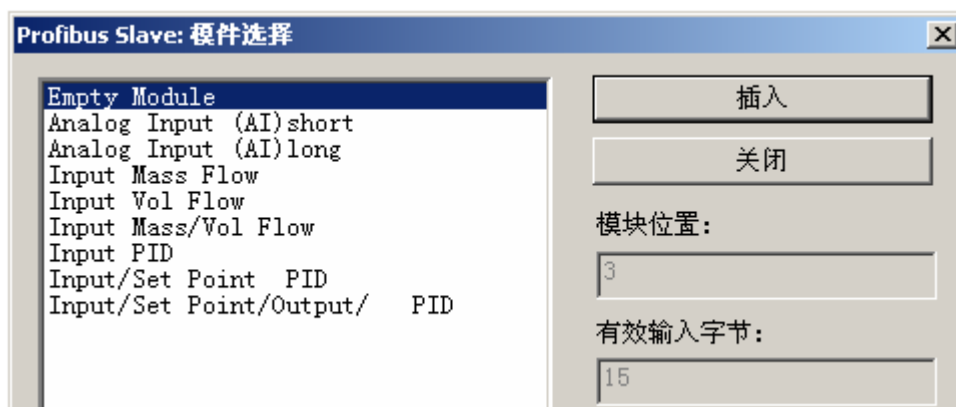 Profibus Slave: 模件选择
Empty Module
Analog Input (AI)short
Analog Input (AI)long
Input Mass Flow
Input Vol Flow
Input Mass/Vol Flow
Input PID
Input/Set Point  PID
Input/Set Point/Output/   PID
插入
关闭
模块位置:
3
有效输入字节:
15